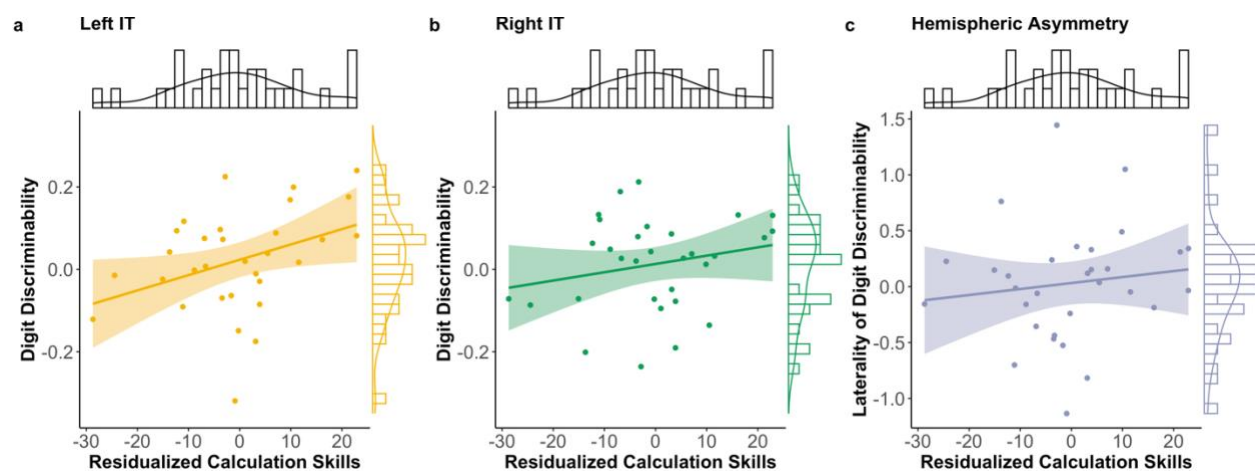 a Left IT
b Right IT
c Hemispheric Asymmetry
Digit Discriminability
0.2
0.0
-0.2
-30 -20 -10 0 10 20
Residualized Calculation Skills
Digit Discriminability
0.2
0.0
-0.2
-30 -20 -10 0 10 20
Residualized Calculation Skills
Laterality of Digit Discriminability
1.5
1.0
0.5
0.0
-0.5
-1.0
-30 -20 -10 0 10 20
Residualized Calculation Skills